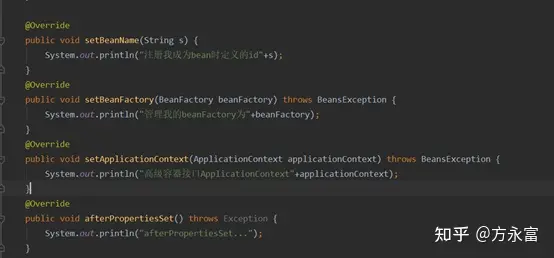 @Override
public void setBeanName(String s) {
System.out.println("注册我成为bean时定义的id"+s);
}
@Override
public void setBeanFactory(BeanFactory beanFactory) throws BeansException {
System.out.println("管理我的beanFactory为"+beanFactory);
}
@Override
public void setApplicationContext(ApplicationContext applicationContext) throws BeansException {
System.out.println("高级容器接口ApplicationContext"+applicationContext);
}
@Override
public void afterPropertiesSet() throws Exception {
System.out.println("afterPropertiesSet...");
}
知乎 @方永富